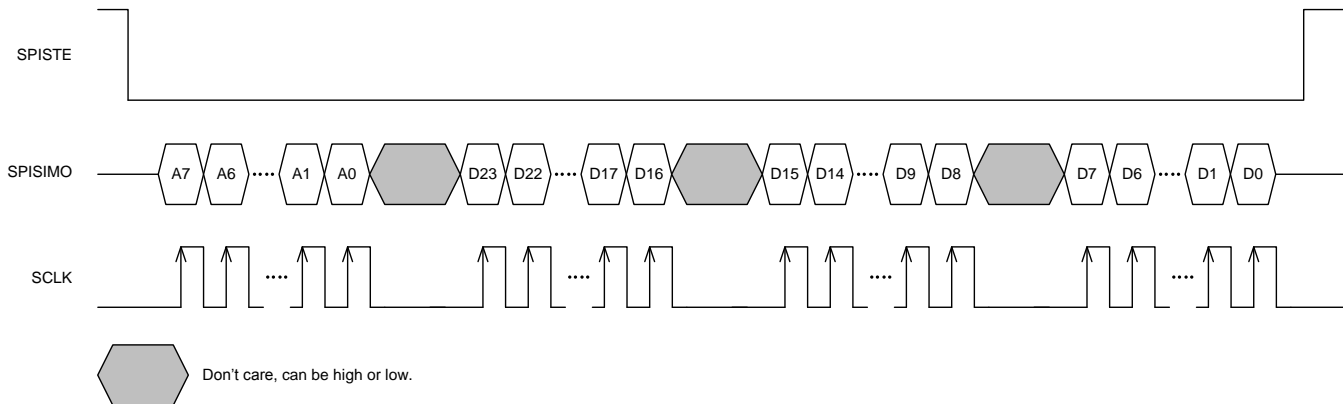 SPISTE
SPISIMO A7 A6 .... A1 A0 D23 D22 .... D17 D16 D15 D14 .... D9 D8 D7 D6 .... D1 D0
SCLK .... .... .... ....
Don't care, can be high or low.